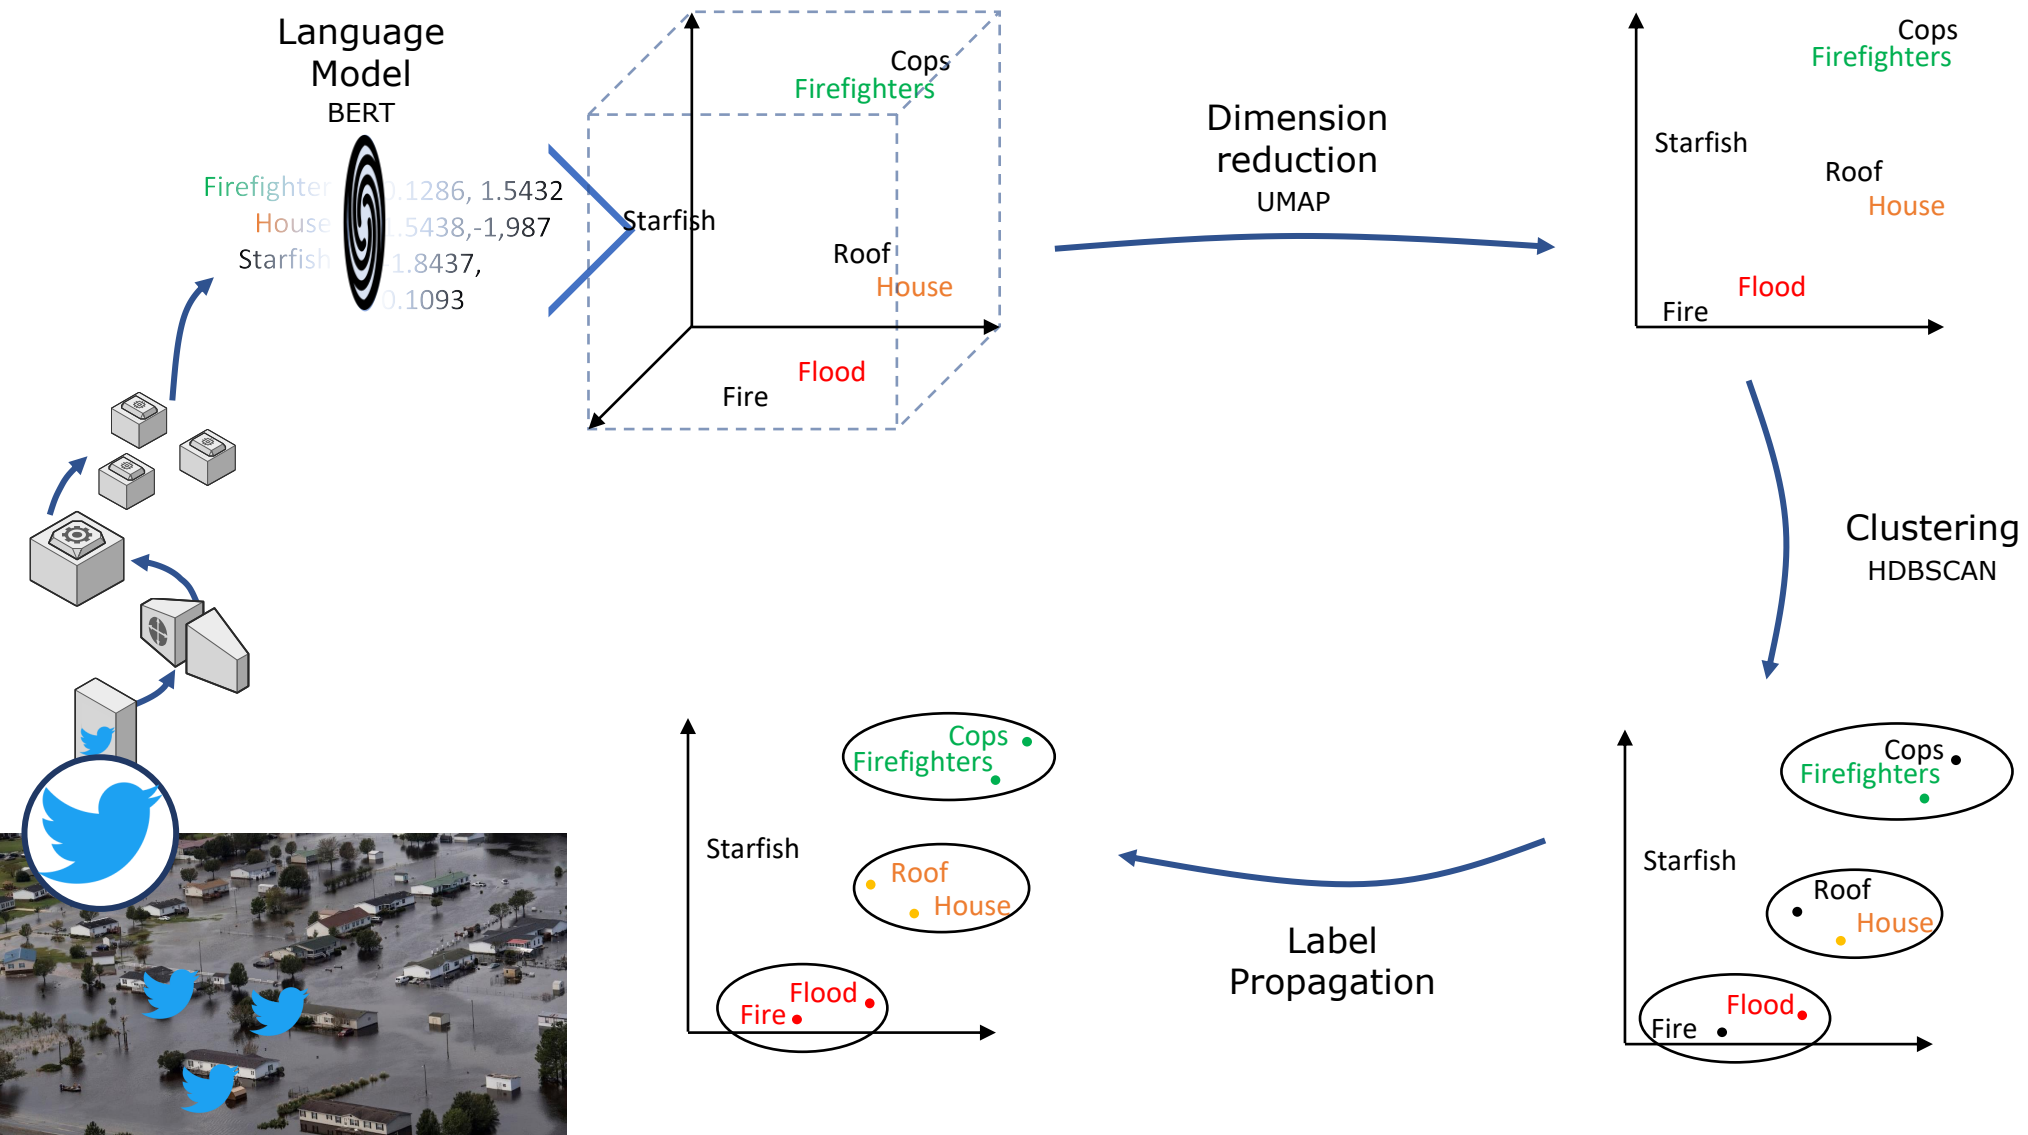 Language
Model
BERT
Firefighter 0.1286, 1.5432
House 1.5438,-1,987
Starfish -1.8437,
0.1093
Cops
Firefighters
Starfish
Roof
House
Flood
Fire
Dimension
reduction
UMAP
Cops
Firefighters
Starfish
Roof
House
Flood
Fire
Clustering
HDBSCAN
Cops
Firefighters
Starfish
Roof
House
Flood
Fire
Label
Propagation
Cops
Firefighters
Starfish
Roof
House
Flood
Fire